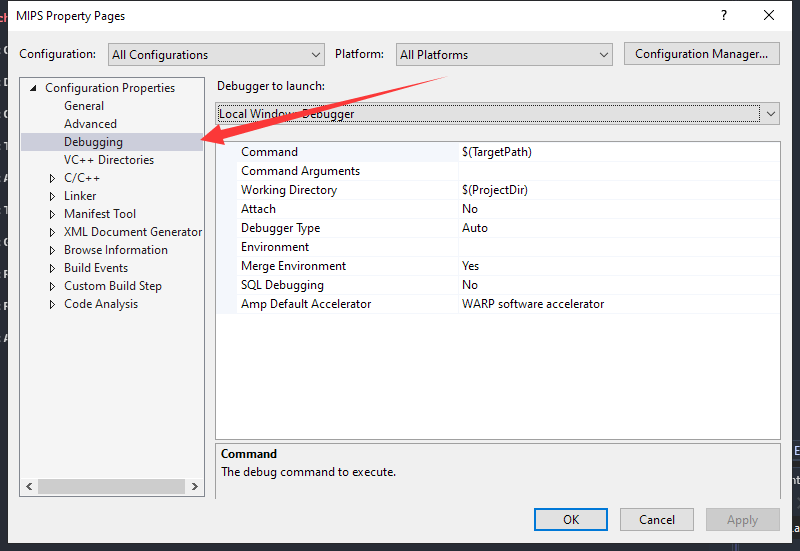 MIPS Property Pages
Configuration: All Configurations Platform: All Platforms Configuration Manager...
Configuration Properties
General
Advanced
Debugging
VC++ Directories
C/C++
Linker
Manifest Tool
XML Document Generator
Browse Information
Build Events
Custom Build Step
Code Analysis
Debugger to launch:
Local Windows Debugger
Command $(TargetPath)
Command Arguments
Working Directory $(ProjectDir)
Attach No
Debugger Type Auto
Environment
Merge Environment Yes
SQL Debugging No
Amp Default Accelerator WARP software accelerator
Command
The debug command to execute.
OK Cancel Apply